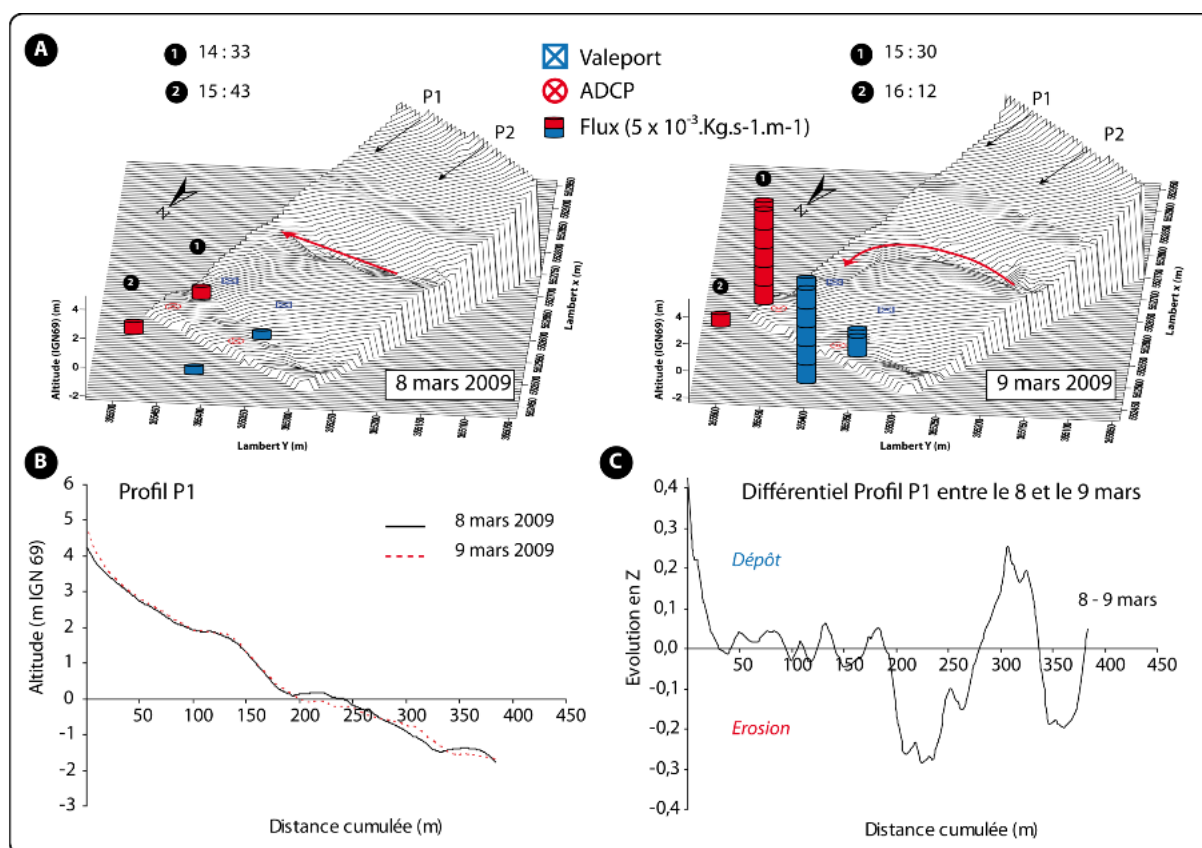 A
1 14 : 33
2 15 : 43
Valeport
ADCP
Flux (5 x 10-3.Kg.s-1.m-1)
1 15 : 30
2 16 : 12
P1
P2
P1
P2
N
N
1
2
1
2
Altitude (IGN69) (m)
4
2
0
-2
Lambert Y (m)
Lambert x (m)
8 mars 2009
Altitude (IGN69) (m)
4
2
0
-2
Lambert Y (m)
Lambert x (m)
9 mars 2009
B
Profil P1
8 mars 2009
9 mars 2009
Altitude (m IGN 69)
6
5
4
3
2
1
0
-1
-2
-3
50 100 150 200 250 300 350 400 450
Distance cumulée (m)
C
Différentiel Profil P1 entre le 8 et le 9 mars
Dépôt
8 - 9 mars
Erosion
Evolution en Z
0,4
0,3
0,2
0,1
0,0
-0,1
-0,2
-0,3
-0,4
50 100 150 200 250 300 350 400 450
Distance cumulée (m)